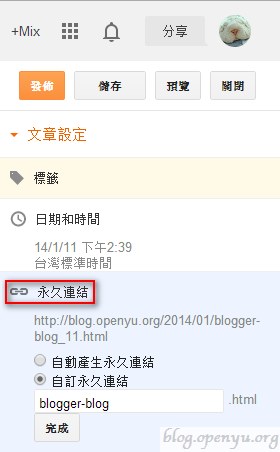 +Mix 分享
發佈 儲存 預覽 關閉
文章設定
標籤
日期和時間
14/1/11 下午2:39
台灣標準時間
永久連結
http://blog.openyu.org/2014/01/blogger-
blog_11.html
自動產生永久連結
自訂永久連結
blogger-blog .html
完成
blog.openyu.org